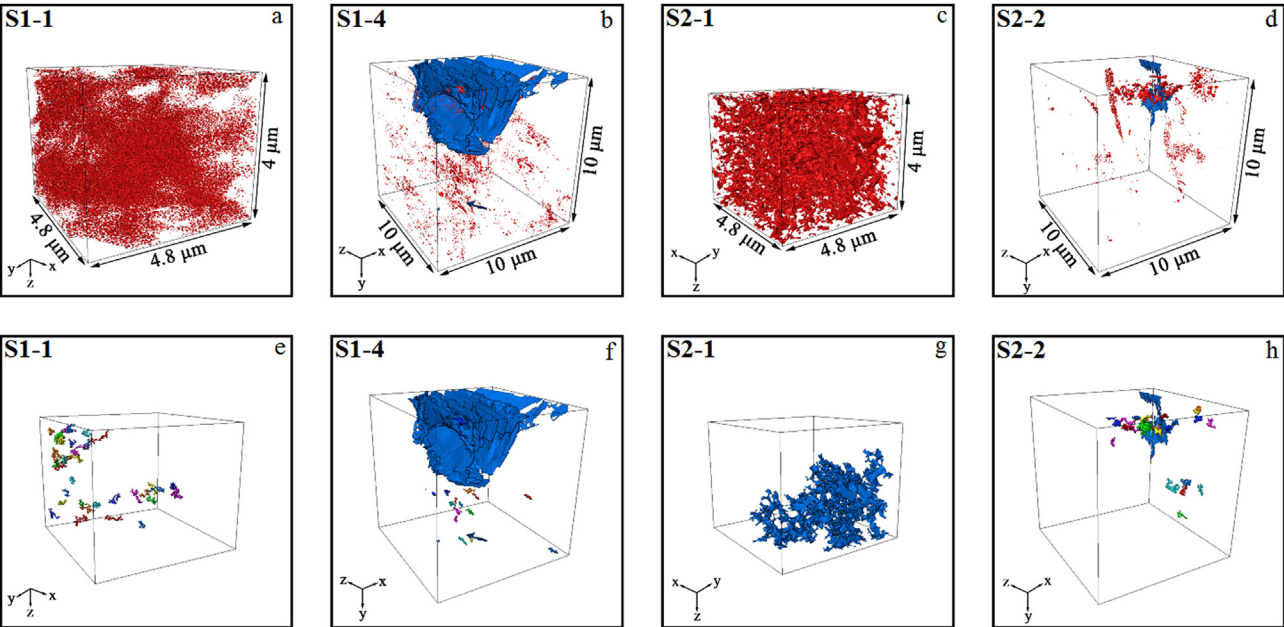 S1-1 a
4 μm
4.8 μm
4.8 μm
y x
z
S1-4 b
10 μm
10 μm
10 μm
z x
y
S2-1 c
4 μm
4.8 μm
4.8 μm
x y
z
S2-2 d
10 μm
10 μm
10 μm
z x
y
S1-1 e
y x
z
S1-4 f
z x
y
S2-1 g
x y
z
S2-2 h
z x
y